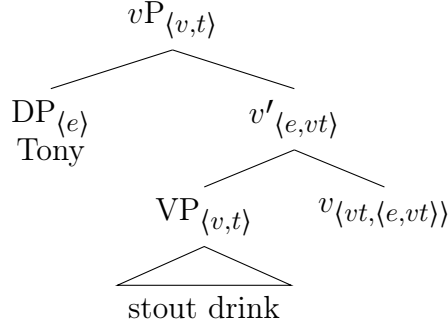 vP⟨v,t⟩
DP⟨e⟩ v′⟨e,vt⟩
Tony
VP⟨v,t⟩ v⟨vt,⟨e,vt⟩⟩
stout drink